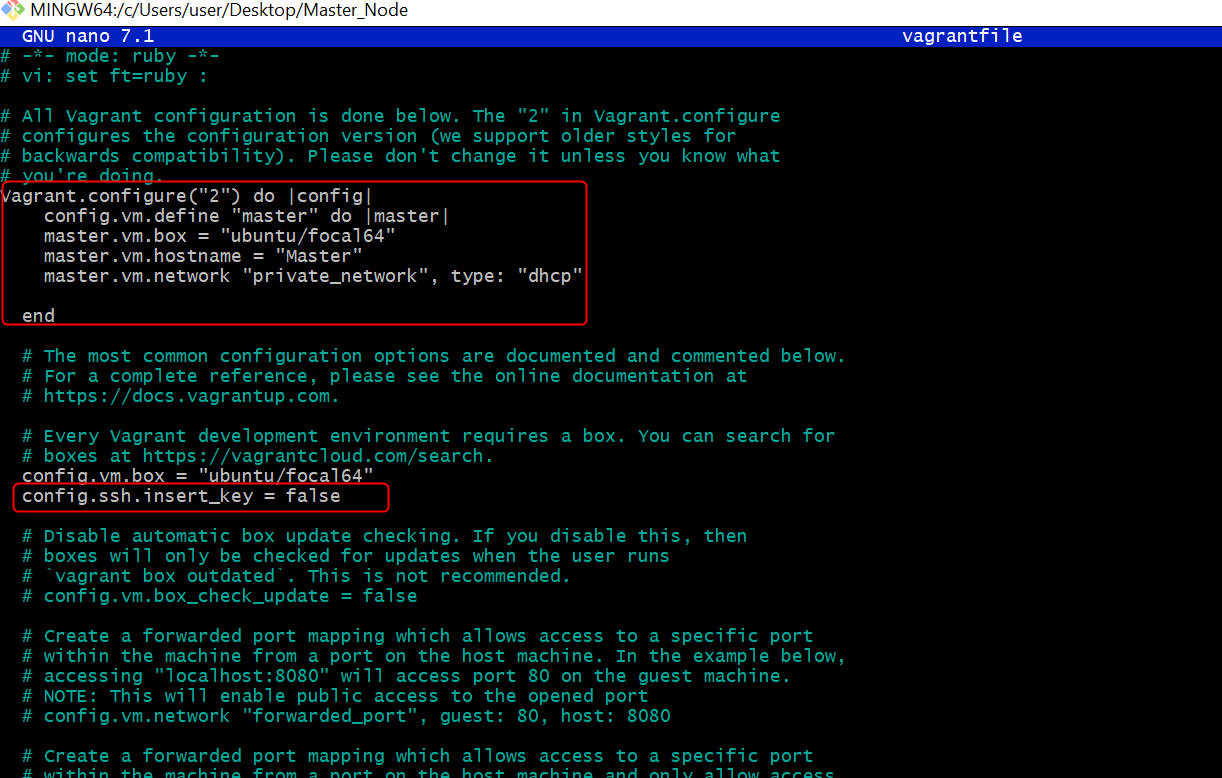 MINGW64:/c/Users/user/Desktop/Master_Node
GNU nano 7.1 vagrantfile
# -*- mode: ruby -*-
# vi: set ft=ruby :
# All Vagrant configuration is done below. The "2" in Vagrant.configure
# configures the configuration version (we support older styles for
# backwards compatibility). Please don't change it unless you know what
# you're doing.
Vagrant.configure("2") do |config|
config.vm.define "master" do |master|
master.vm.box = "ubuntu/focal64"
master.vm.hostname = "Master"
master.vm.network "private_network", type: "dhcp"
end
# The most common configuration options are documented and commented below.
# For a complete reference, please see the online documentation at
# https://docs.vagrantup.com.
# Every Vagrant development environment requires a box. You can search for
# boxes at https://vagrantcloud.com/search.
config.vm.box = "ubuntu/focal64"
config.ssh.insert_key = false
# Disable automatic box update checking. If you disable this, then
# boxes will only be checked for updates when the user runs
# `vagrant box outdated`. This is not recommended.
# config.vm.box_check_update = false
# Create a forwarded port mapping which allows access to a specific port
# within the machine from a port on the host machine. In the example below,
# accessing "localhost:8080" will access port 80 on the guest machine.
# NOTE: This will enable public access to the opened port
# config.vm.network "forwarded_port", guest: 80, host: 8080
# Create a forwarded port mapping which allows access to a specific port
# within the machine from a port on the host machine and only allow access